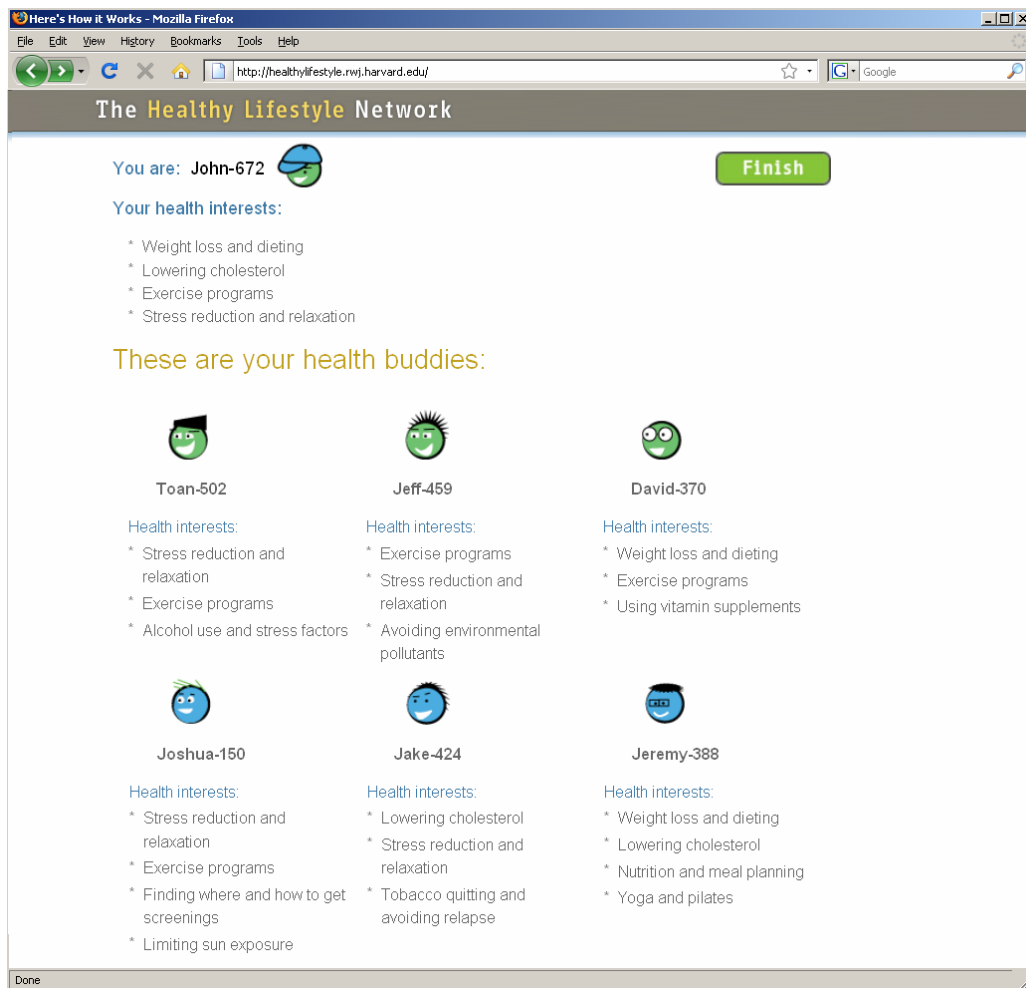 Here's How it Works - Mozilla Firefox
File Edit View History Bookmarks Tools Help
http://healthylifestyle.rwj.harvard.edu/
G Google
The Healthy Lifestyle Network
You are: John-672
Finish
Your health interests:
* Weight loss and dieting
* Lowering cholesterol
* Exercise programs
* Stress reduction and relaxation
These are your health buddies:
Toan-502
Health interests:
* Stress reduction and
relaxation
* Exercise programs
* Alcohol use and stress factors
Jeff-459
Health interests:
* Exercise programs
* Stress reduction and
relaxation
* Avoiding environmental
pollutants
David-370
Health interests:
* Weight loss and dieting
* Exercise programs
* Using vitamin supplements
Joshua-150
Health interests:
* Stress reduction and
relaxation
* Exercise programs
* Finding where and how to get
screenings
* Limiting sun exposure
Jake-424
Health interests:
* Lowering cholesterol
* Stress reduction and
relaxation
* Tobacco quitting and
avoiding relapse
Jeremy-388
Health interests:
* Weight loss and dieting
* Lowering cholesterol
* Nutrition and meal planning
* Yoga and pilates
Done